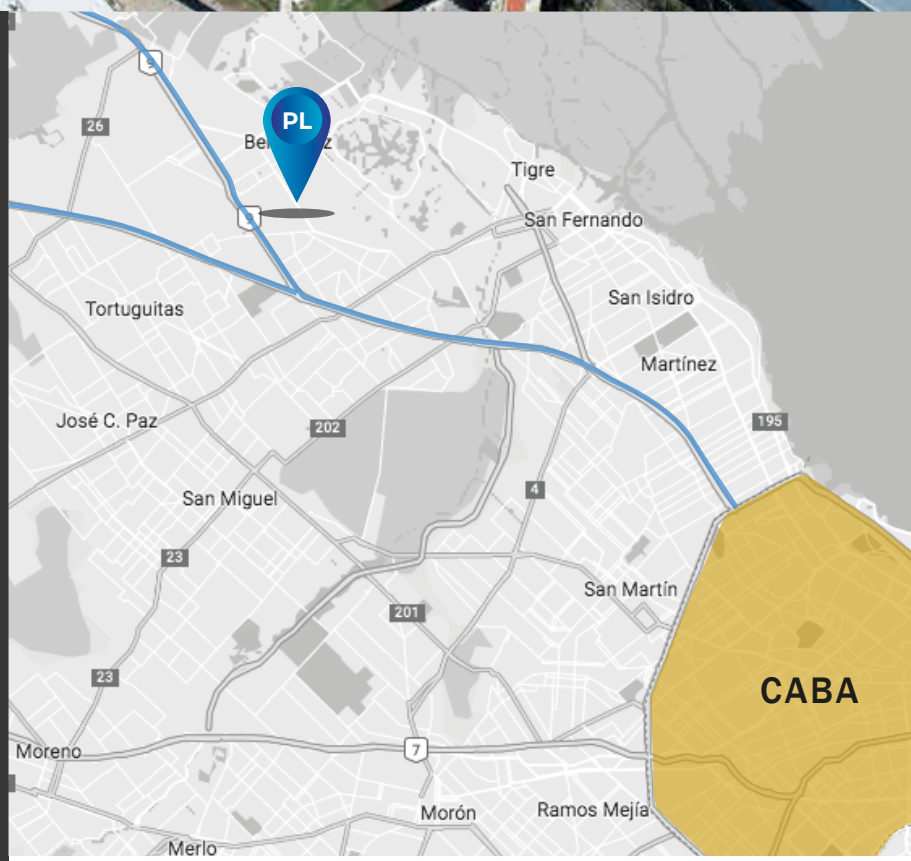 9
PL
26
Tigre
9
San Fernando
San Isidro
Tortuguitas
Martínez
José C. Paz
195
202
4
San Miguel
23
San Martín
201
23
CABA
Moreno
7
Morón
Ramos Mejía
Merlo